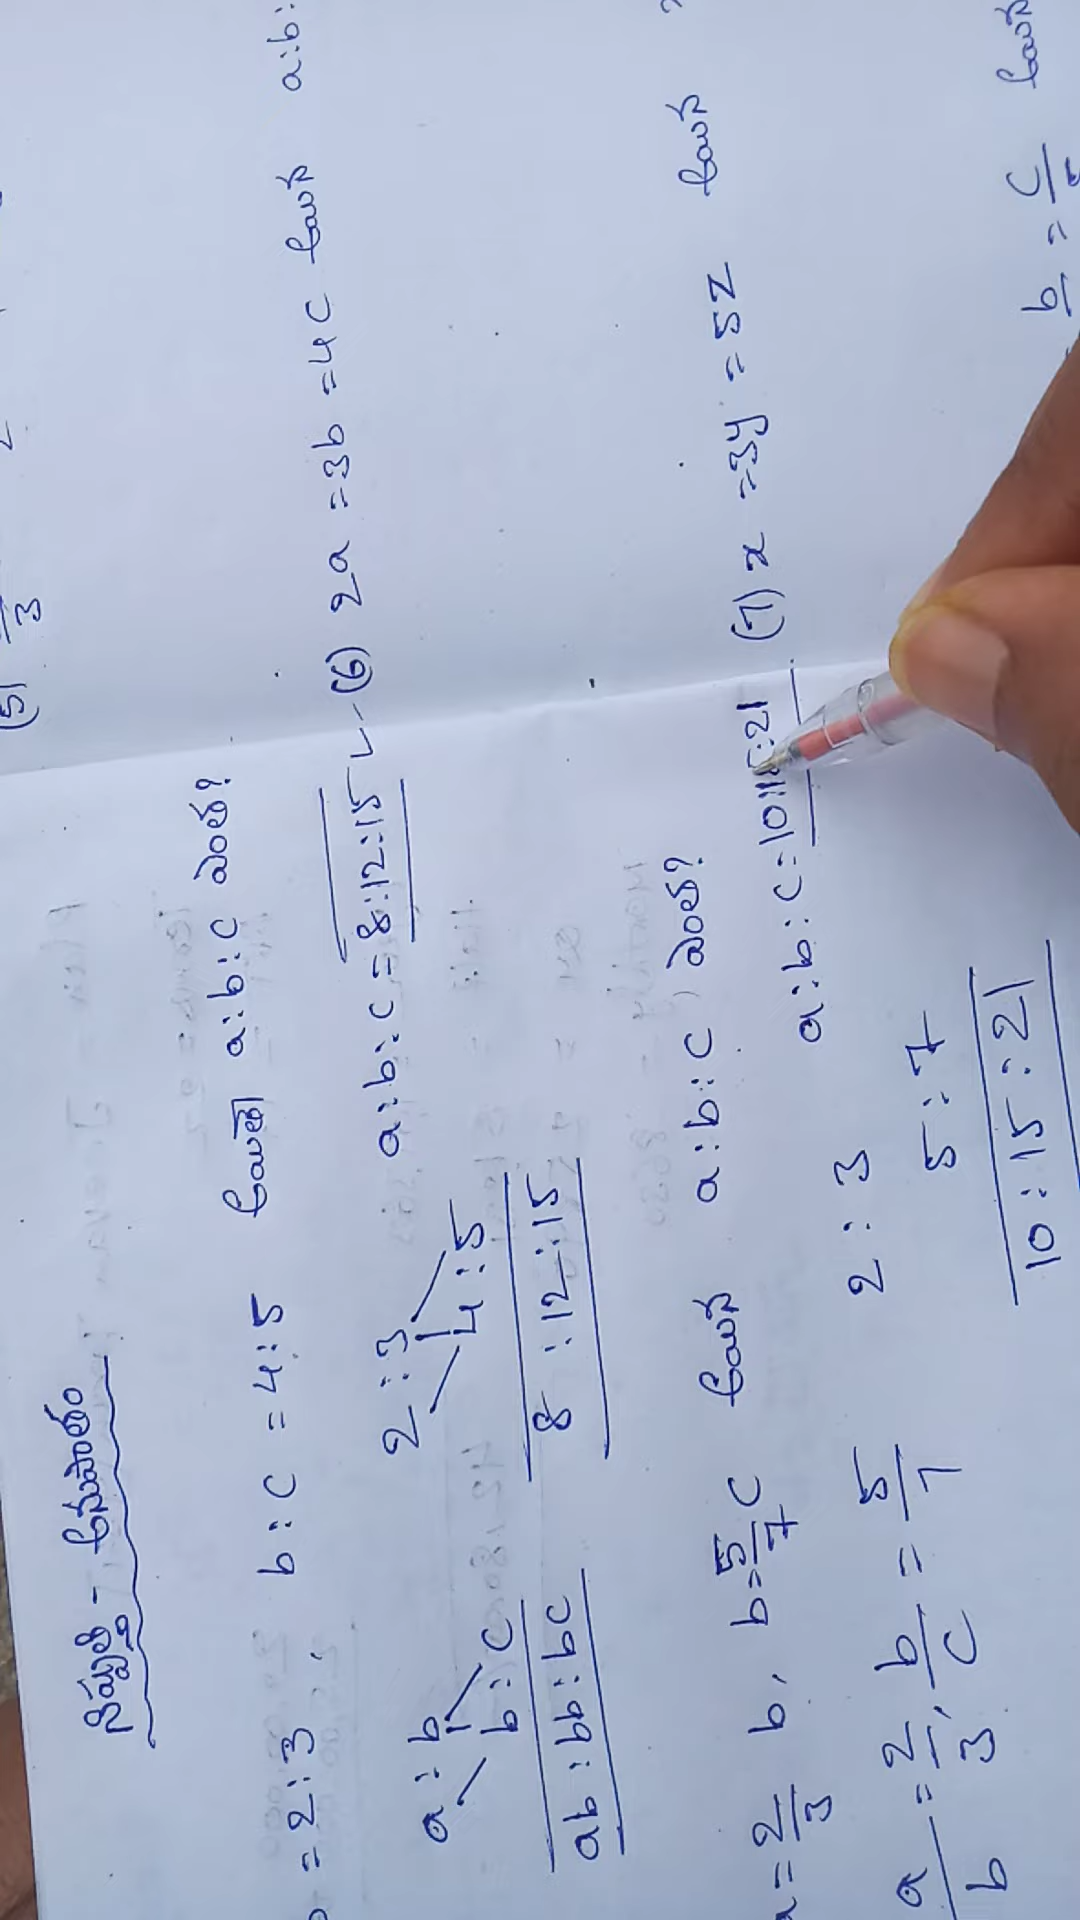 నిష్పత్తి - అనుపాతం
= 2:3 b:c = 4:5 అయితే a:b:c ఎంత?
a:b 2:3 a:b:c = 8:12:15
b:c 4:5
ab:bb:bc 8:12:15
a = 2/3 b, b = 5/7 c అయిన a:b:c ఎంత?
a/b = 2/3, b/c = 5/7 2:3 a:b:c = 10:15:21
5:7
10:15:21
(5)
3
(6) 2a = 3b = 4c అయిన a:b:
(7) x = 3y = 5z అయిన
b/ = c/ అయిన